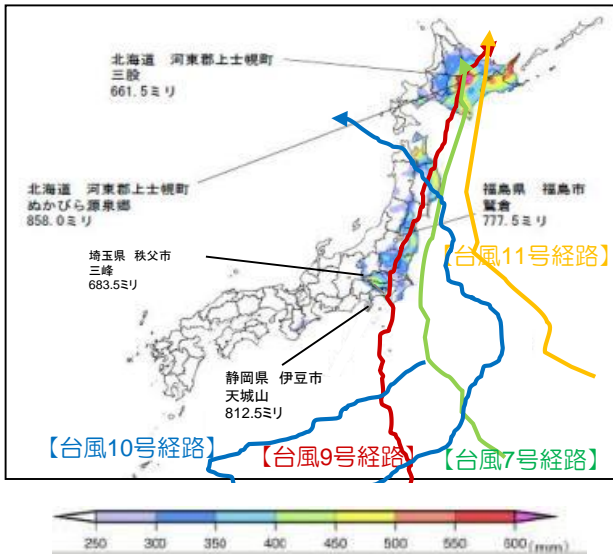 北海道 河東郡上士幌町
三股
661.5ミリ
北海道 河東郡上士幌町
ぬかびら源泉郷
858.0ミリ
福島県 福島市
鷲倉
777.5ミリ
【台風11号経路】
埼玉県 秩父市
三峰
683.5ミリ
静岡県 伊豆市
天城山
812.5ミリ
【台風10号経路】
【台風9号経路】
【台風7号経路】
250 300 350 400 450 500 550 600 (mm)